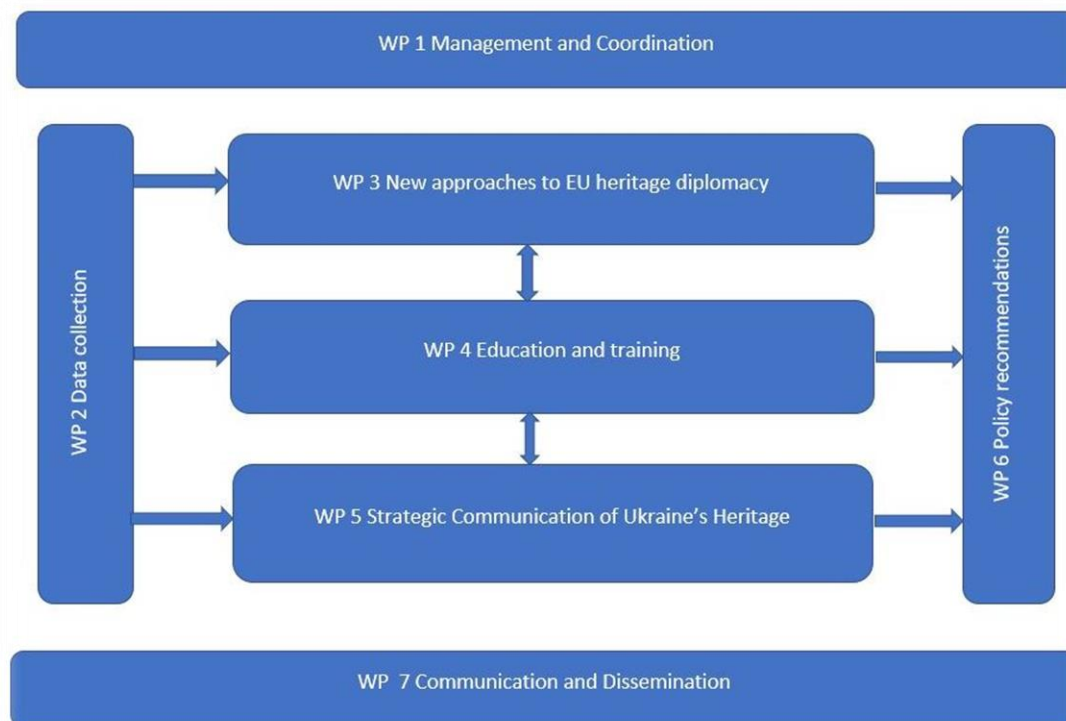 WP 1 Management and Coordination
WP 2 Data collection
WP 3 New approaches to EU heritage diplomacy
WP 4 Education and training
WP 5 Strategic Communication of Ukraine’s Heritage
WP 6 Policy recommendations
WP  7 Communication and Dissemination